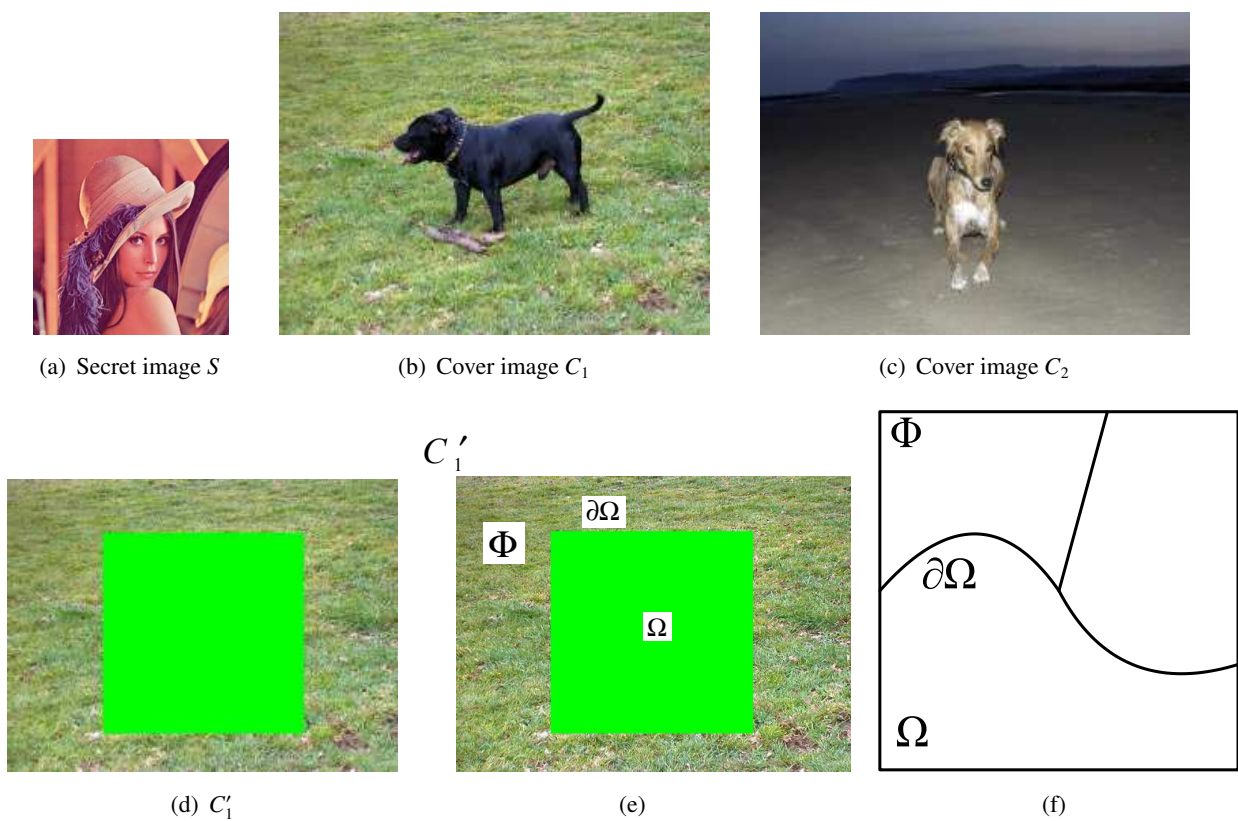 (a) Secret image S
(b) Cover image C₁
(c) Cover image C₂
C₁′
Φ
∂Ω
Ω
Φ
∂Ω
Ω
(d) C₁′
(e)
(f)